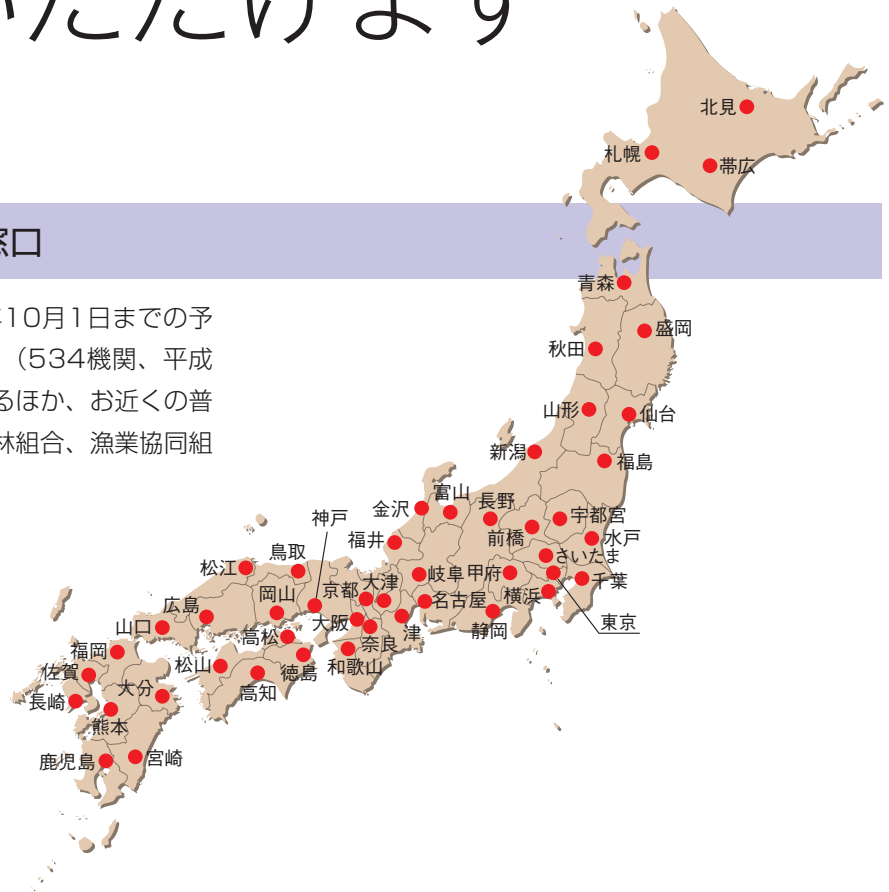 いただけます
窓口
年10月1日までの予
（534機関、平成
るほか、お近くの普
林組合、漁業協同組
北見
札幌
帯広
青森
盛岡
秋田
山形
仙台
新潟
福島
富山
長野
金沢
宇都宮
神戸
前橋
水戸
福井
鳥取
さいたま
松江
岐阜
甲府
千葉
岡山
京都
大津
広島
名古屋
横浜
山口
大阪
東京
高松
奈良
津
静岡
福岡
佐賀
松山
徳島
和歌山
大分
高知
長崎
熊本
鹿児島
宮崎